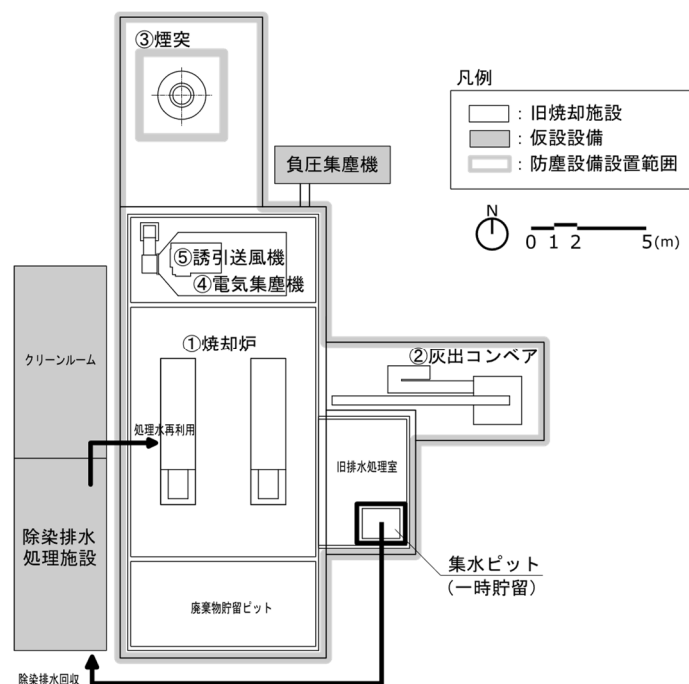 ③煙突
凡例
：旧焼却施設
：仮設設備
：防塵設備設置範囲
負圧集塵機
N
0 1 2 5(m)
⑤誘引送風機
④電気集塵機
①焼却炉
②灰出コンベア
クリーンルーム
処理水再利用
旧排水処理室
除染排水
処理施設
集水ピット
(一時貯留)
廃棄物貯留ピット
除染排水回収